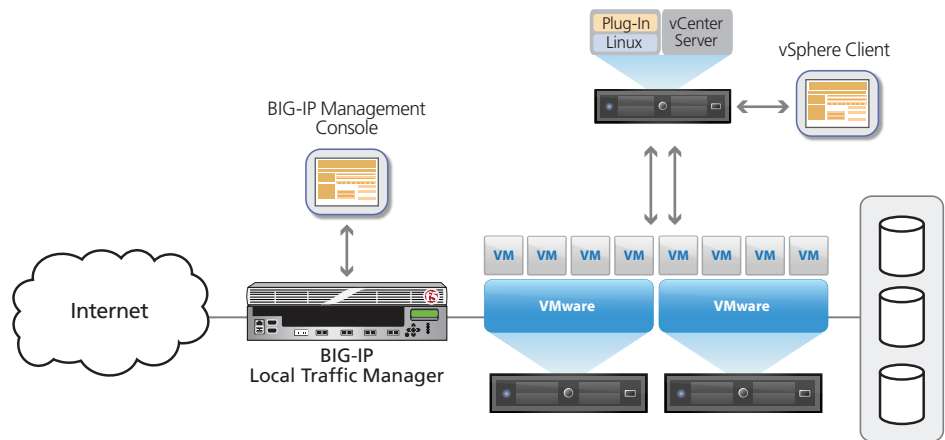 Plug-In
Linux
vCenter
Server
vSphere Client
BIG-IP Management
Console
VM VM VM VM VM VM VM VM
Internet
f5
VMware
VMware
BIG-IP
Local Traffic Manager